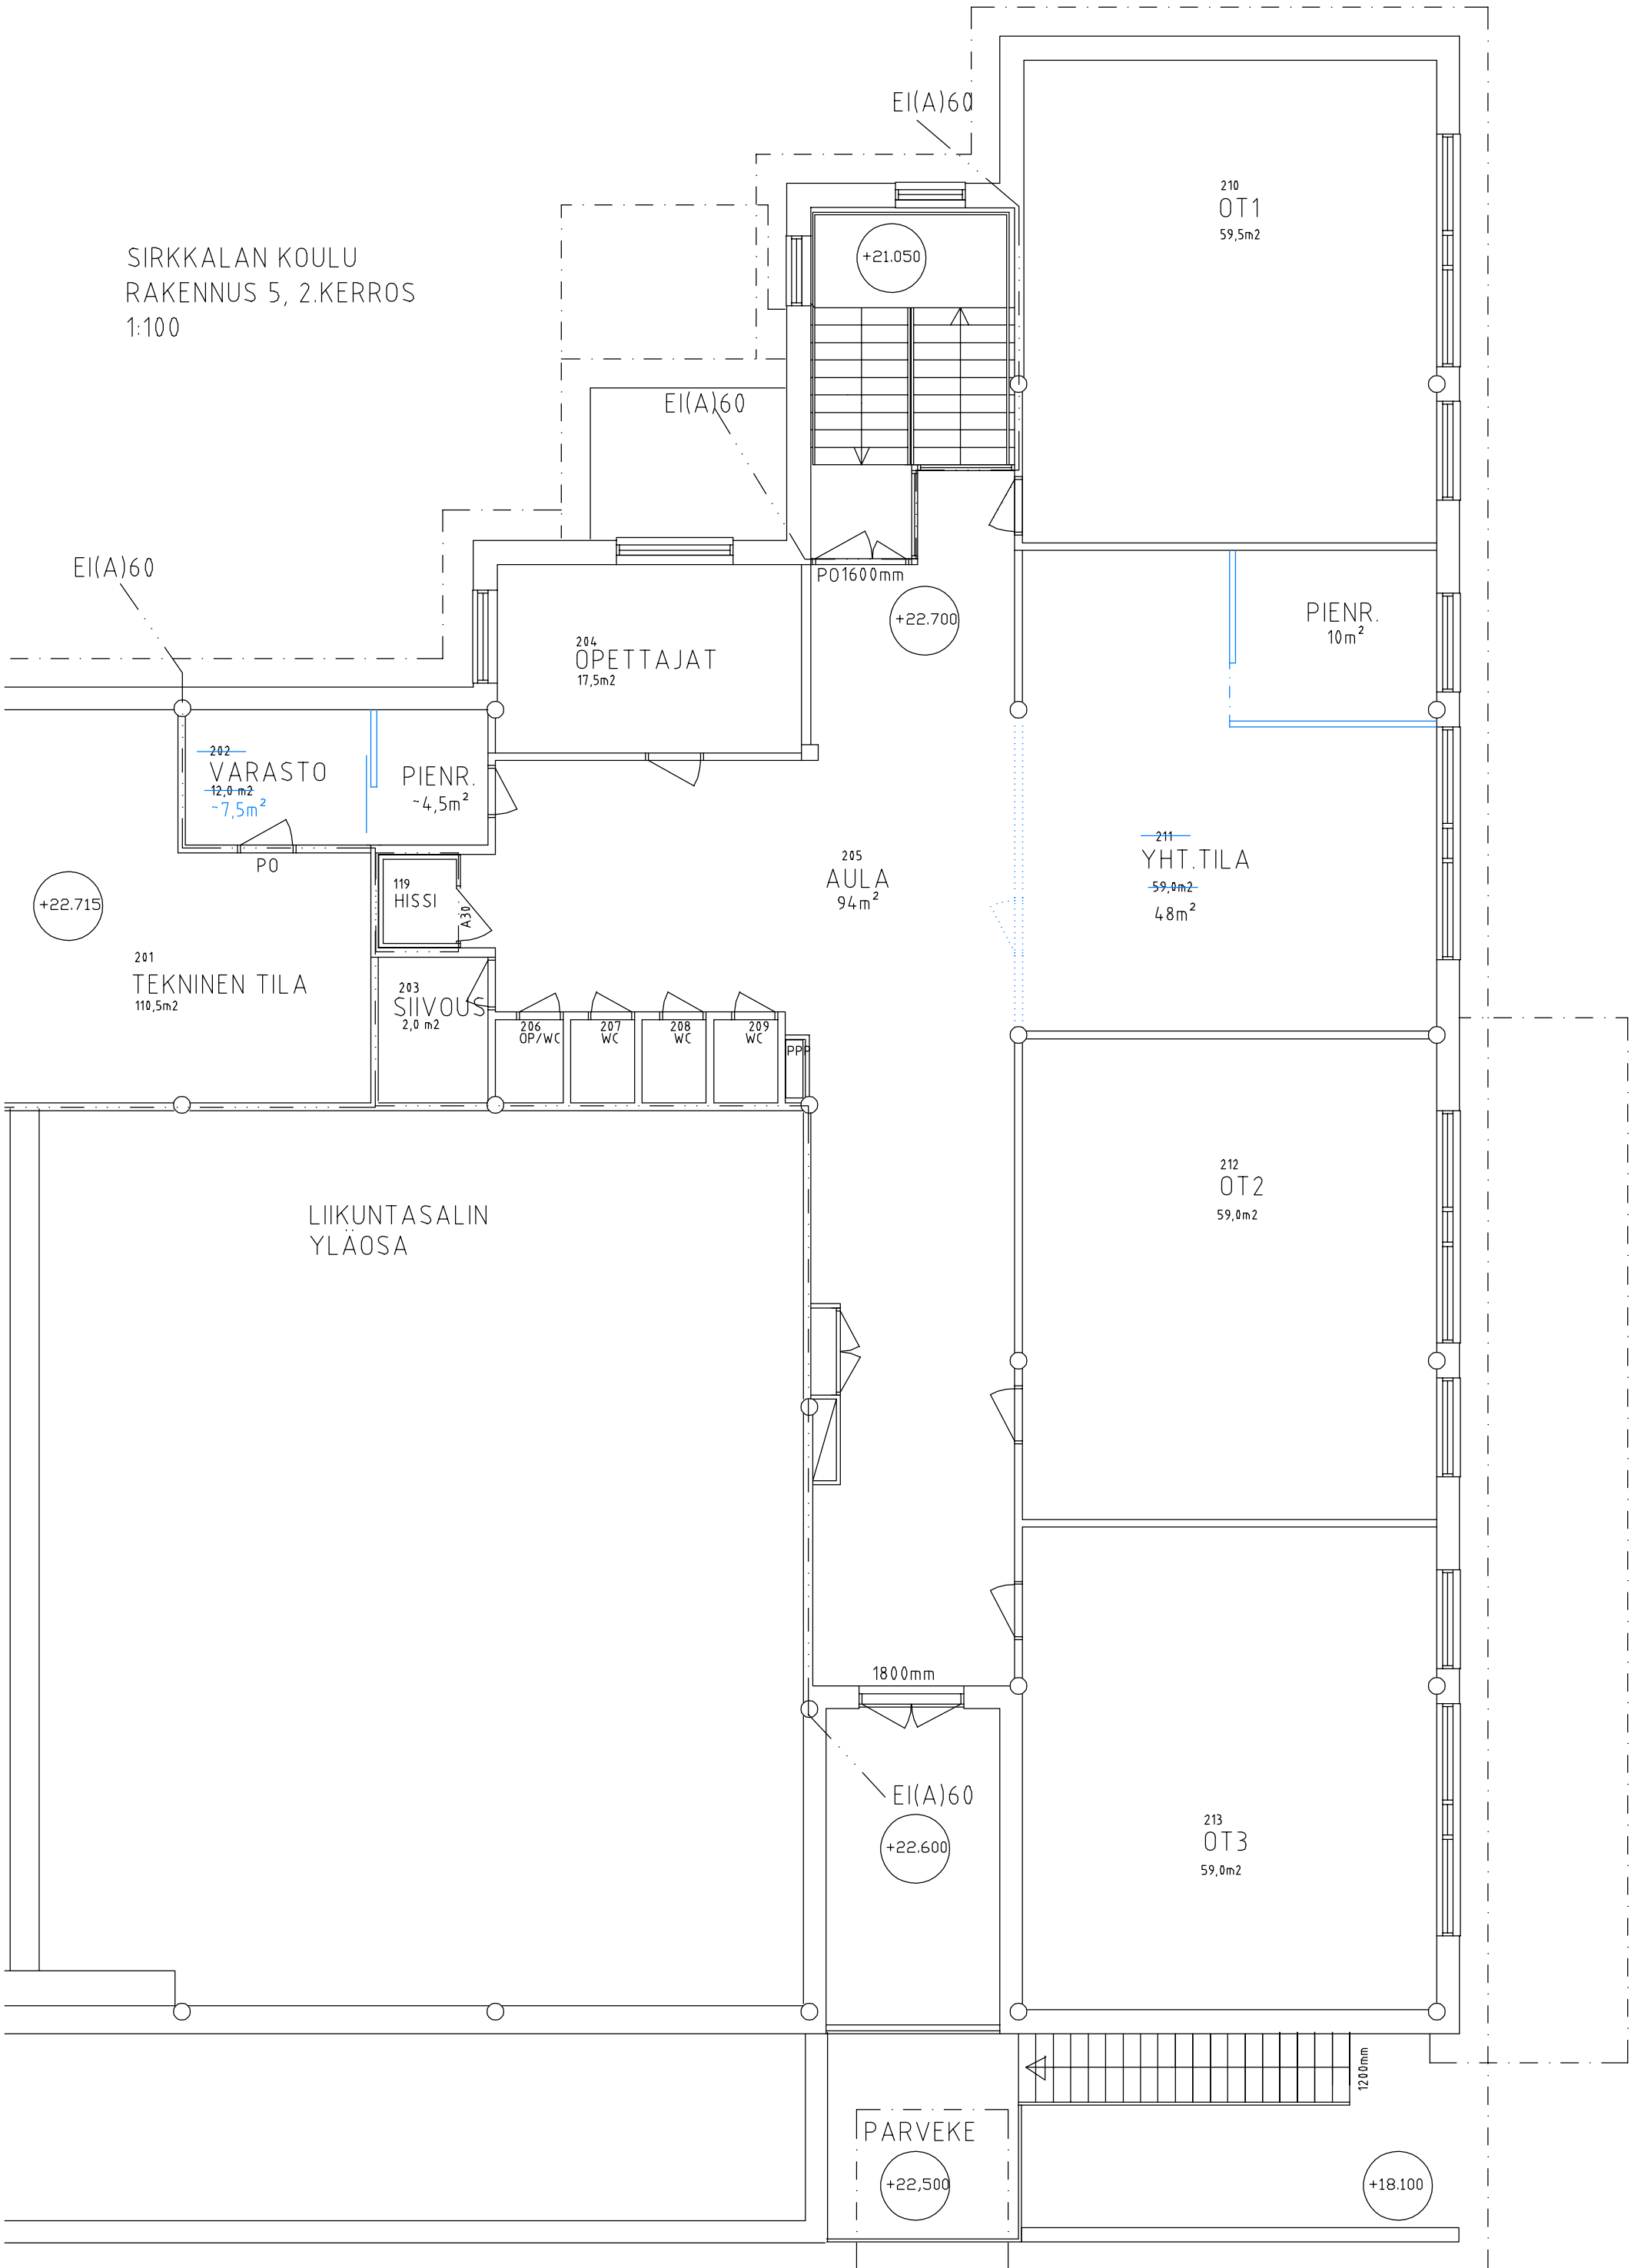 EI(A)60
210
OT1
59,5m2
SIRKKALAN KOULU
RAKENNUS 5, 2.KERROS
1:100
+21.050
EI(A)60
EI(A)60
PO1600mm
+22.700
PIENR.
10m²
204
OPETTAJAT
17,5m2
202
VARASTO
12,0 m2
~7,5m²
PIENR.
~4,5m²
PO
205
AULA
94m²
211
YHT.TILA
59,0m2
48m²
119
HISSI
A30
+22.715
201
TEKNINEN TILA
110,5m2
203
SIIVOUS
2,0 m2
206
OP/WC
207
WC
208
WC
209
WC
PPP
212
OT2
59,0m2
LIIKUNTASALIN
YLÄOSA
1800mm
EI(A)60
+22.600
213
OT3
59,0m2
1200mm
PARVEKE
+22,500
+18.100